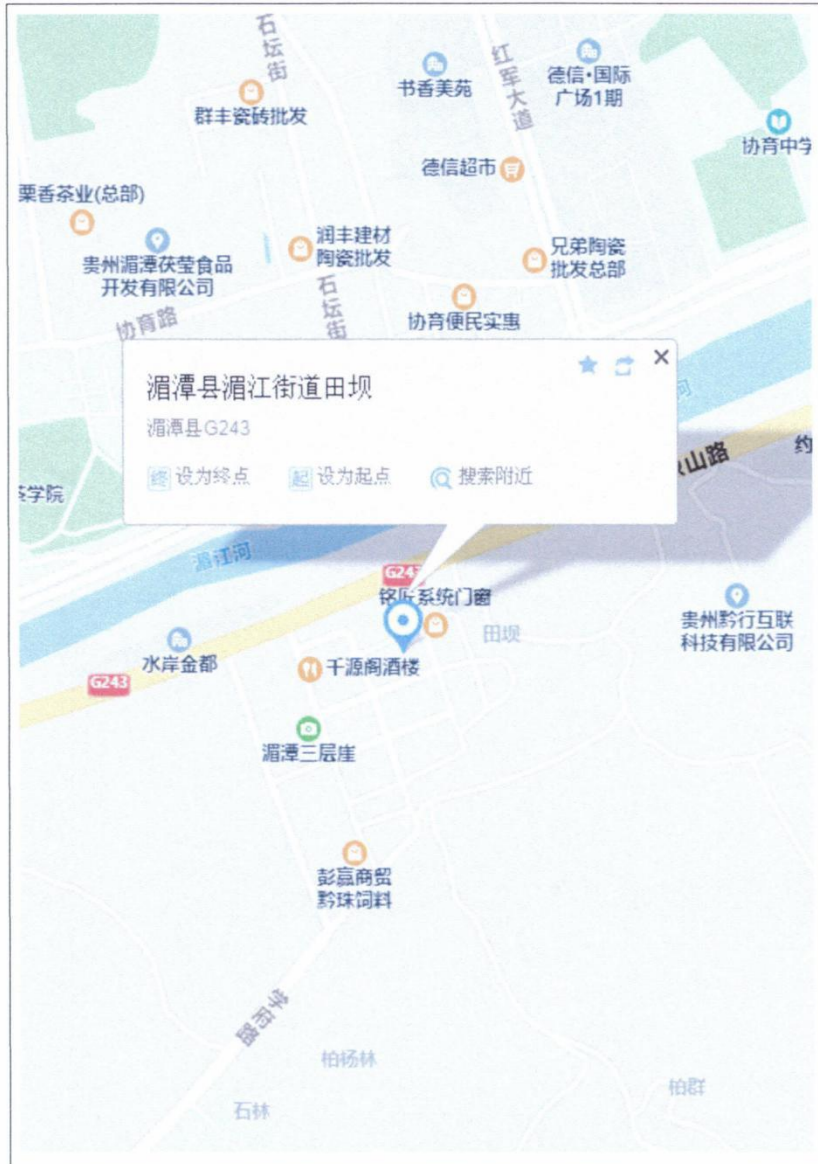 石坛街
书香美苑
红军大道
德信·国际
广场1期
群丰瓷砖批发
协育中学
德信超市
栗香茶业(总部)
贵州湄潭茯莹食品
开发有限公司
润丰建材
陶瓷批发
兄弟陶瓷
批发总部
石坛街
协育路
协育便民实惠
湄潭县湄江街道田坝
湄潭县G243
终 设为终点
起 设为起点
搜索附近
河
山路
约
茶学院
湄江河
G243
铭匠系统门窗
田坝
贵州黔行互联
科技有限公司
水岸金都
千源阁酒楼
G243
湄潭三层崖
彭赢商贸
黔珠饲料
学府路
柏杨林
石林
柏群